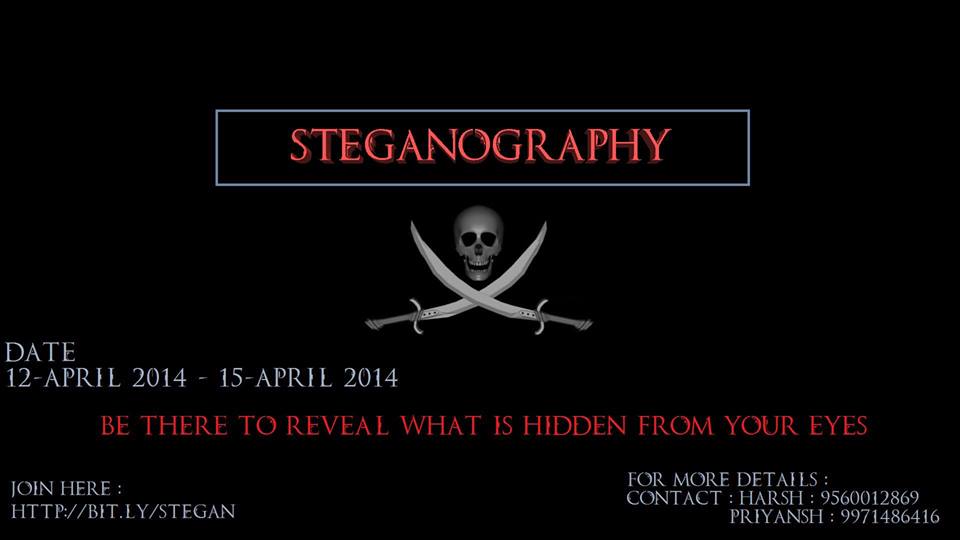 STEGANOGRAPHY
DATE
12-APRIL 2014 - 15-APRIL 2014
BE THERE TO REVEAL WHAT IS HIDDEN FROM YOUR EYES
JOIN HERE :
HTTP://BIT.LY/STEGAN
FOR MORE DETAILS :
CONTACT : HARSH : 9560012869
PRIYANSH : 9971486416